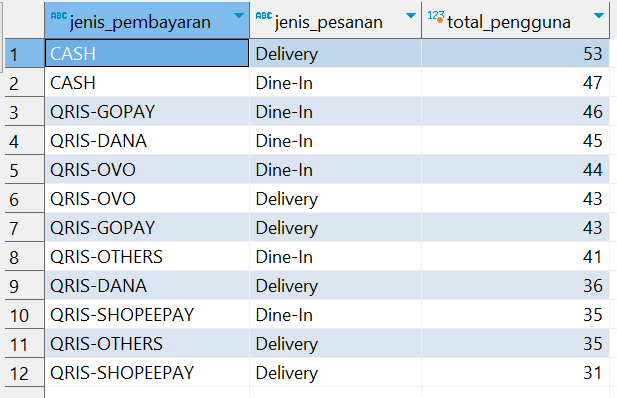 ABC jenis_pembayaran ABC jenis_pesanan 123 total_pengguna
1 CASH Delivery 53
2 CASH Dine-In 47
3 QRIS-GOPAY Dine-In 46
4 QRIS-DANA Dine-In 45
5 QRIS-OVO Dine-In 44
6 QRIS-OVO Delivery 43
7 QRIS-GOPAY Delivery 43
8 QRIS-OTHERS Dine-In 41
9 QRIS-DANA Delivery 36
10 QRIS-SHOPEEPAY Dine-In 35
11 QRIS-OTHERS Delivery 35
12 QRIS-SHOPEEPAY Delivery 31